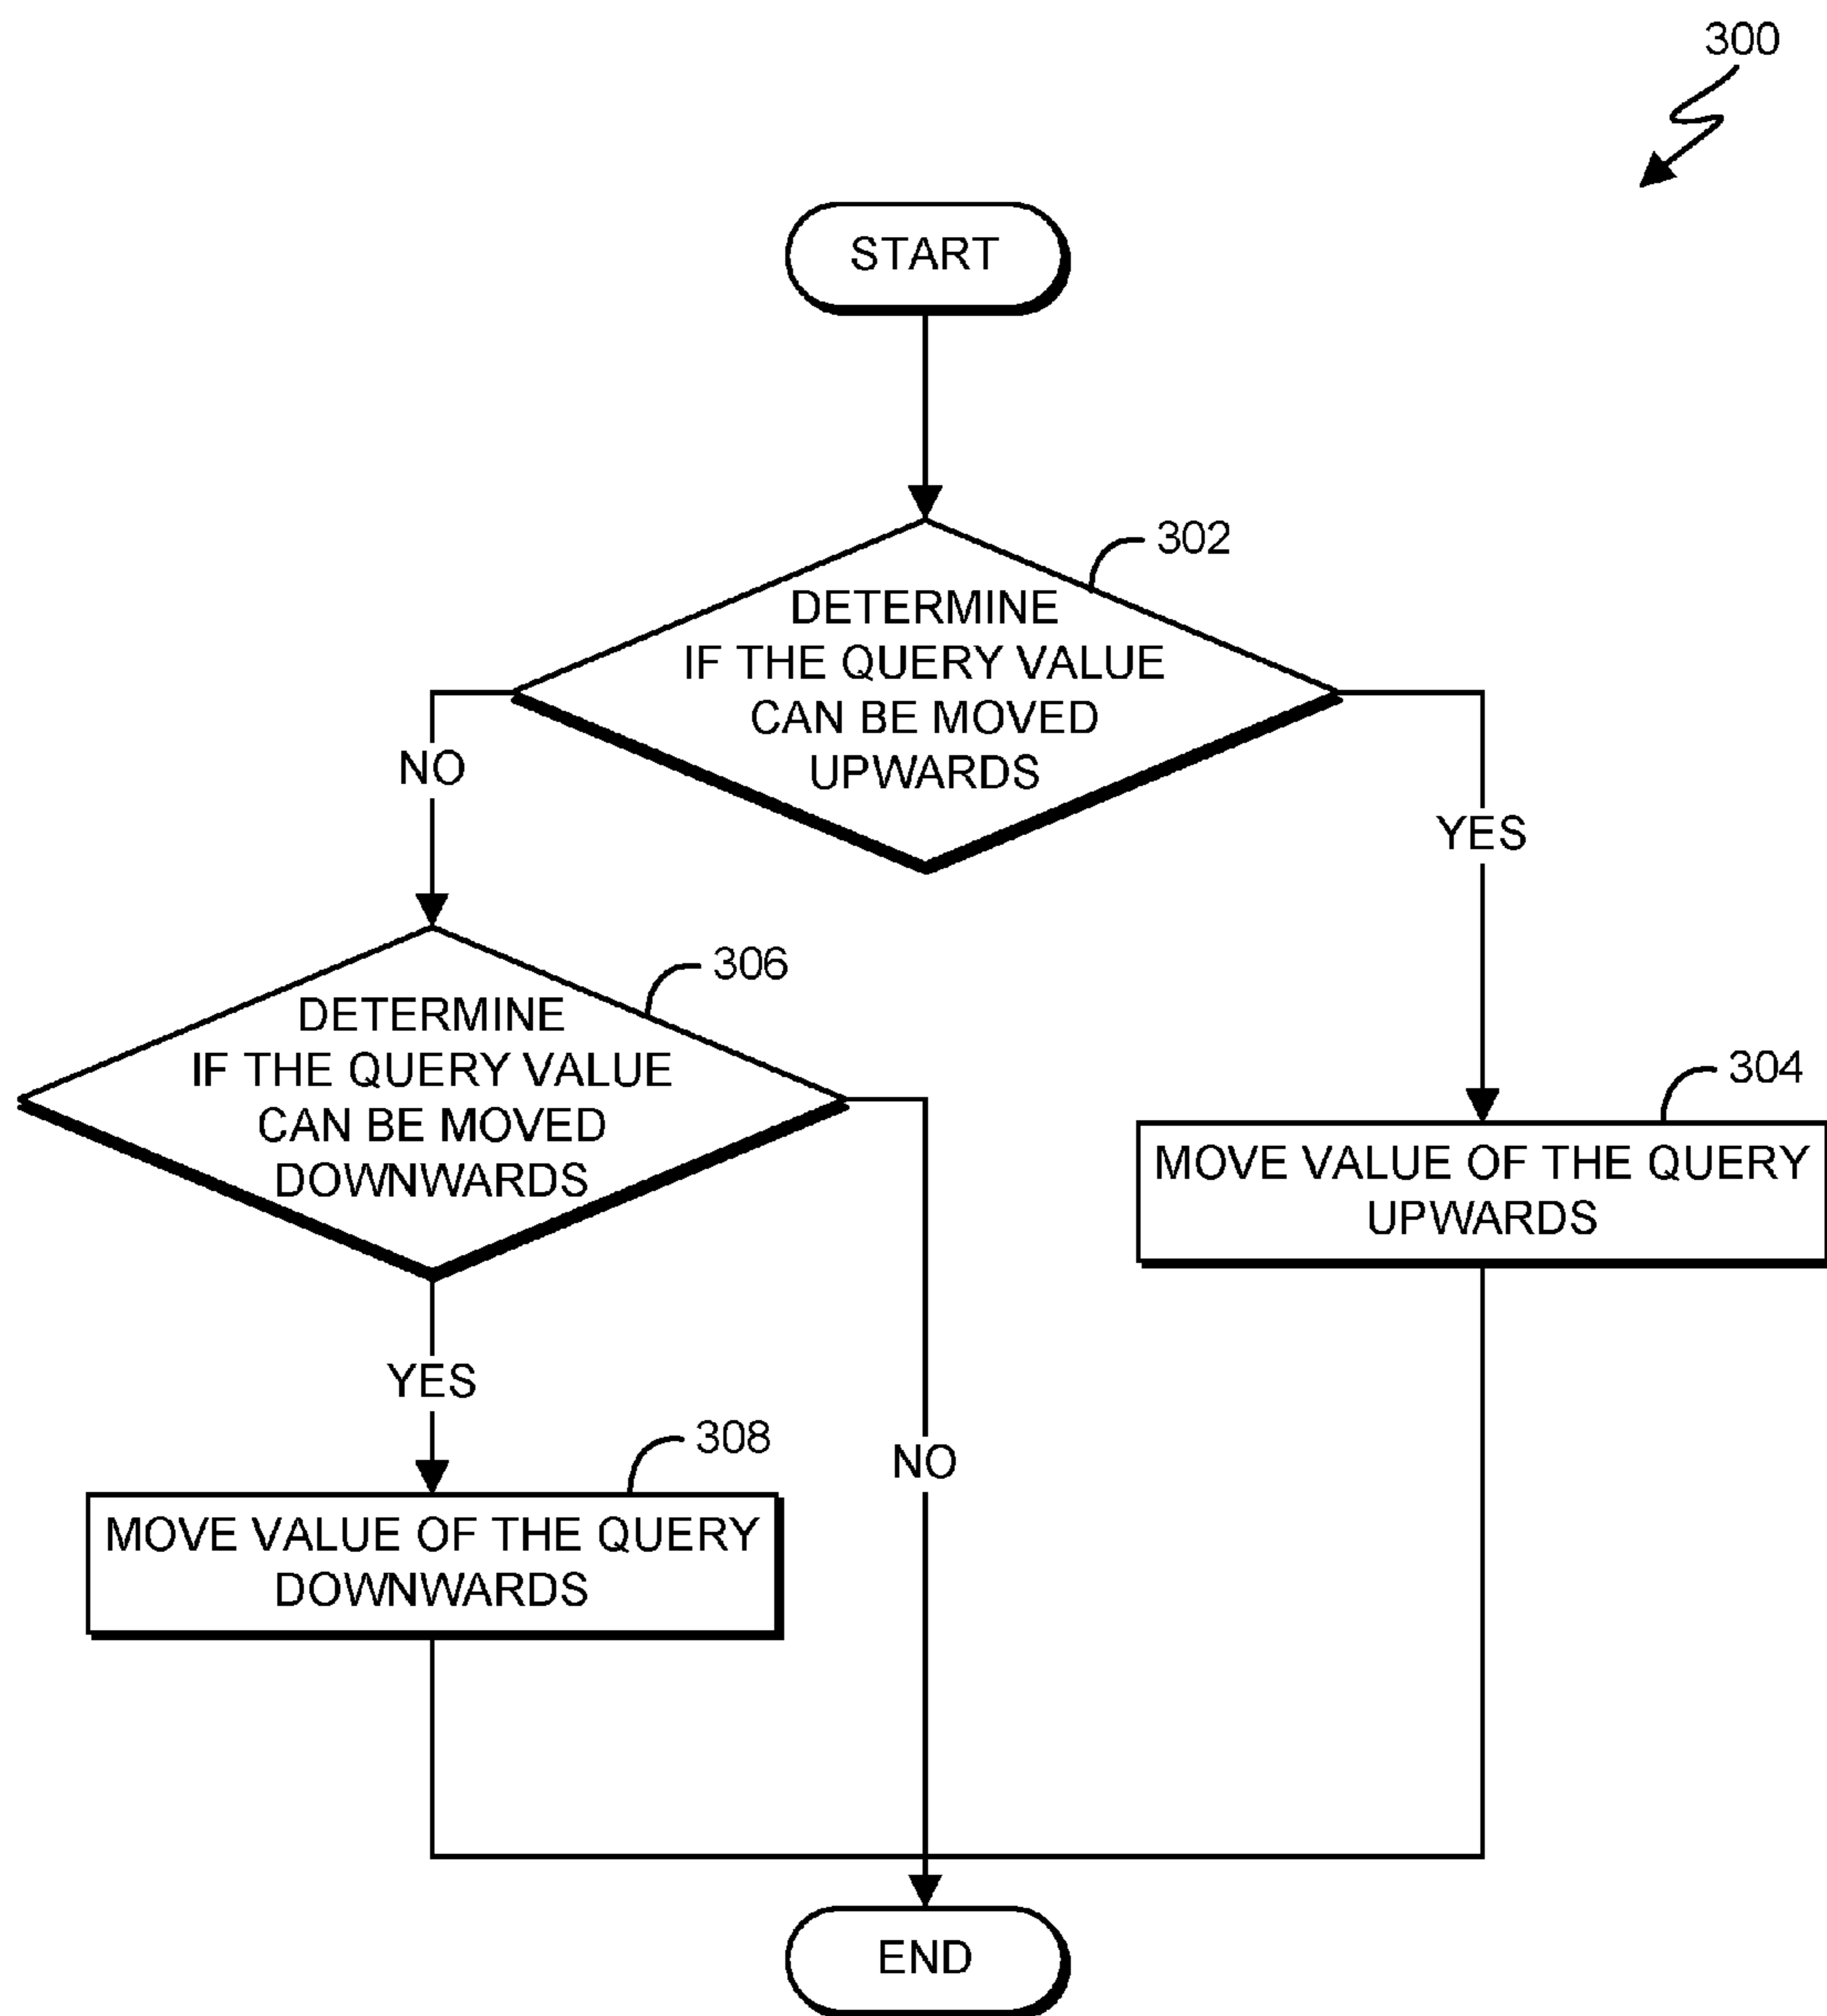 300
START
302
DETERMINE
IF THE QUERY VALUE
CAN BE MOVED
UPWARDS
NO
YES
306
DETERMINE
IF THE QUERY VALUE
CAN BE MOVED
DOWNWARDS
304
MOVE VALUE OF THE QUERY
UPWARDS
YES
308
NO
MOVE VALUE OF THE QUERY
DOWNWARDS
END